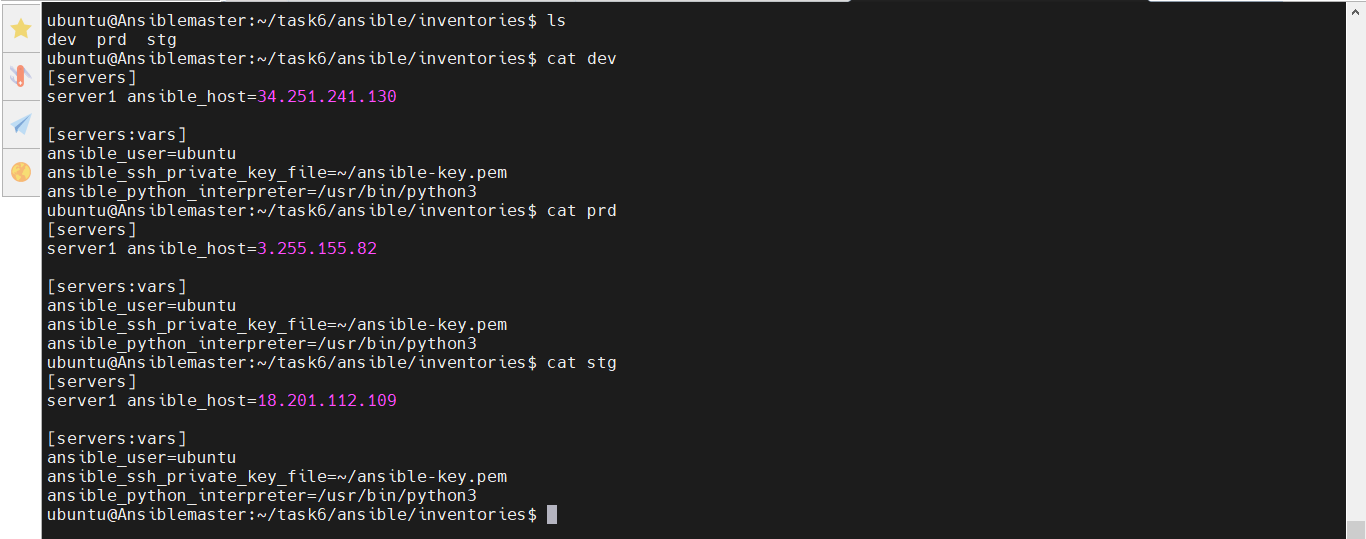 ubuntu@Ansiblemaster:~/task6/ansible/inventories$ ls
dev  prd  stg
ubuntu@Ansiblemaster:~/task6/ansible/inventories$ cat dev
[servers]
server1 ansible_host=34.251.241.130

[servers:vars]
ansible_user=ubuntu
ansible_ssh_private_key_file=~/ansible-key.pem
ansible_python_interpreter=/usr/bin/python3
ubuntu@Ansiblemaster:~/task6/ansible/inventories$ cat prd
[servers]
server1 ansible_host=3.255.155.82

[servers:vars]
ansible_user=ubuntu
ansible_ssh_private_key_file=~/ansible-key.pem
ansible_python_interpreter=/usr/bin/python3
ubuntu@Ansiblemaster:~/task6/ansible/inventories$ cat stg
[servers]
server1 ansible_host=18.201.112.109

[servers:vars]
ansible_user=ubuntu
ansible_ssh_private_key_file=~/ansible-key.pem
ansible_python_interpreter=/usr/bin/python3
ubuntu@Ansiblemaster:~/task6/ansible/inventories$